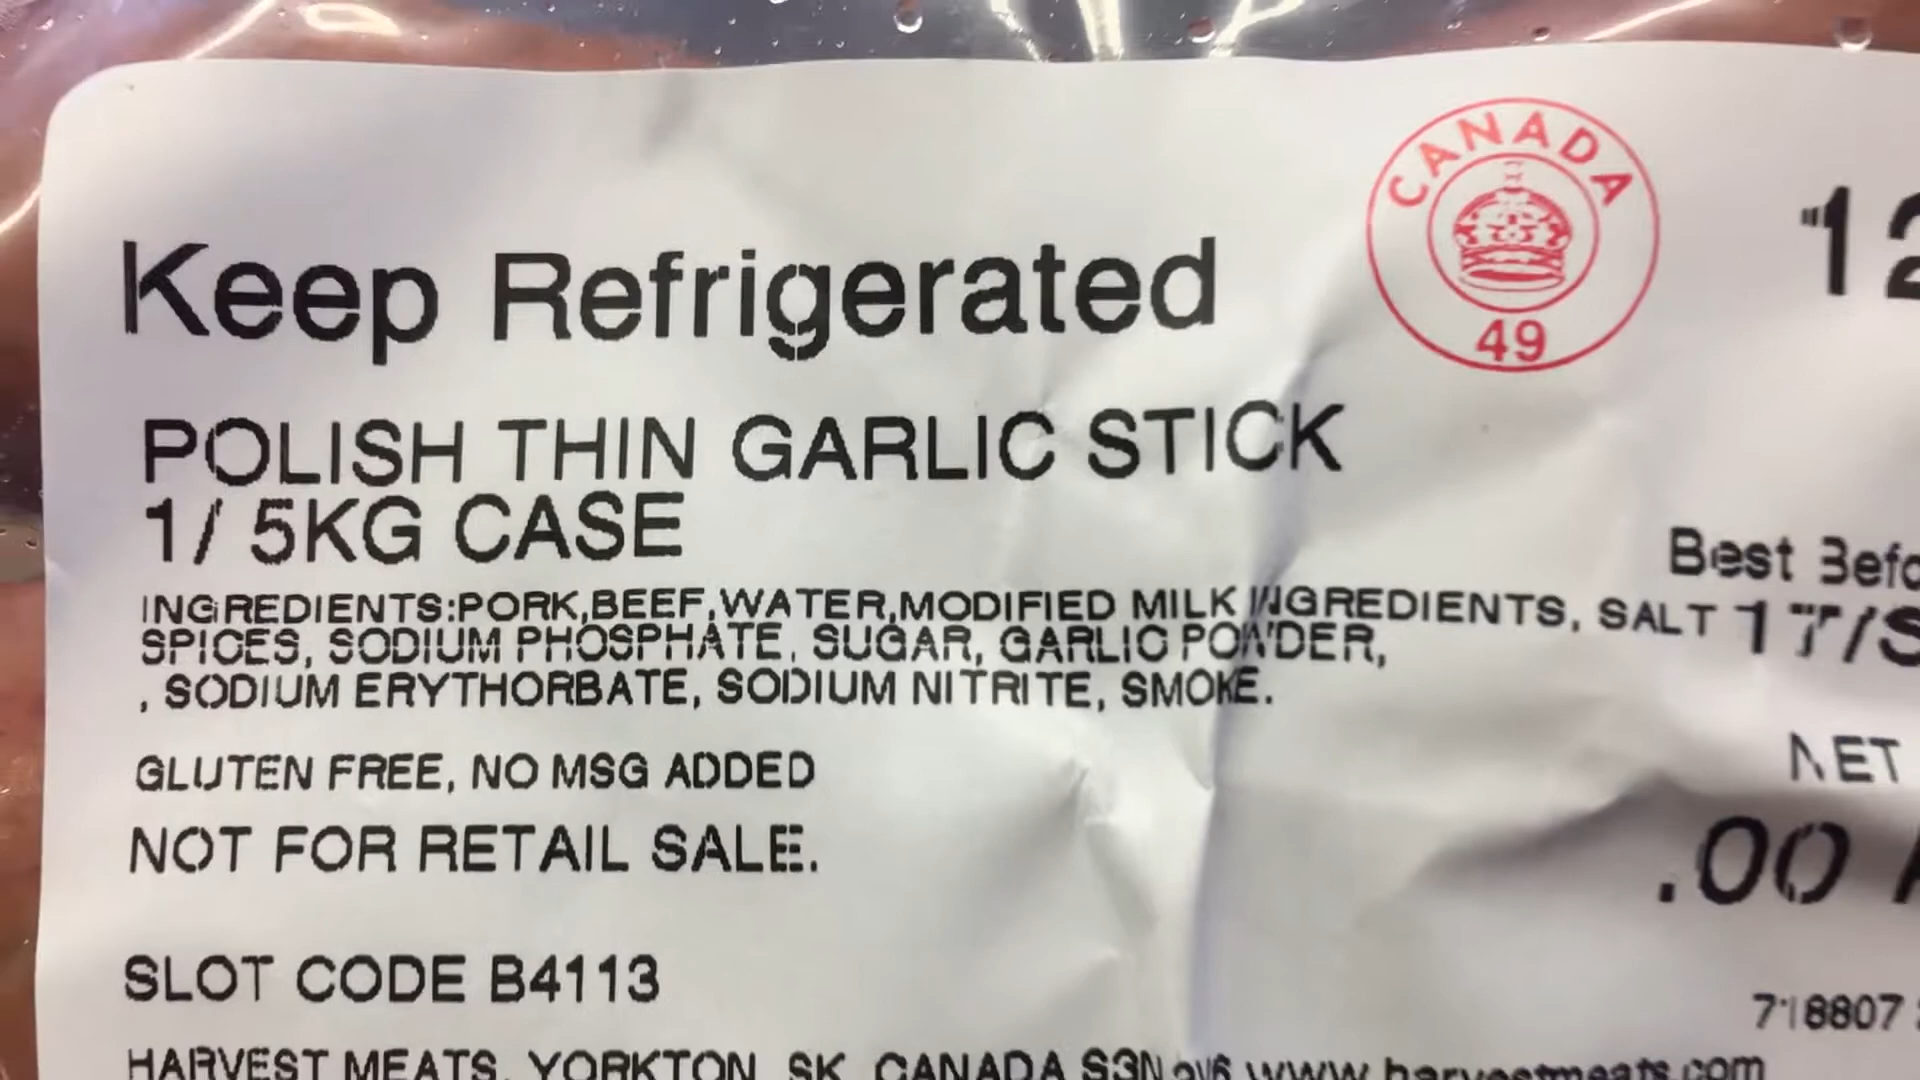 CANADA
49
12
Keep Refrigerated
POLISH THIN GARLIC STICK
1/ 5KG CASE
Best Befo
INGREDIENTS:PORK,BEEF,WATER,MODIFIED MILK INGREDIENTS, SALT
17/S
SPICES, SODIUM PHOSPHATE, SUGAR, GARLIC POWDER,
, SODIUM ERYTHORBATE, SODIUM NITRITE, SMOKE.
NET
GLUTEN FREE, NO MSG ADDED
NOT FOR RETAIL SALE.
.00
SLOT CODE B4113
718807
HARVEST MEATS, YORKTON, SK, CANADA S3N www.harvestmeats.com